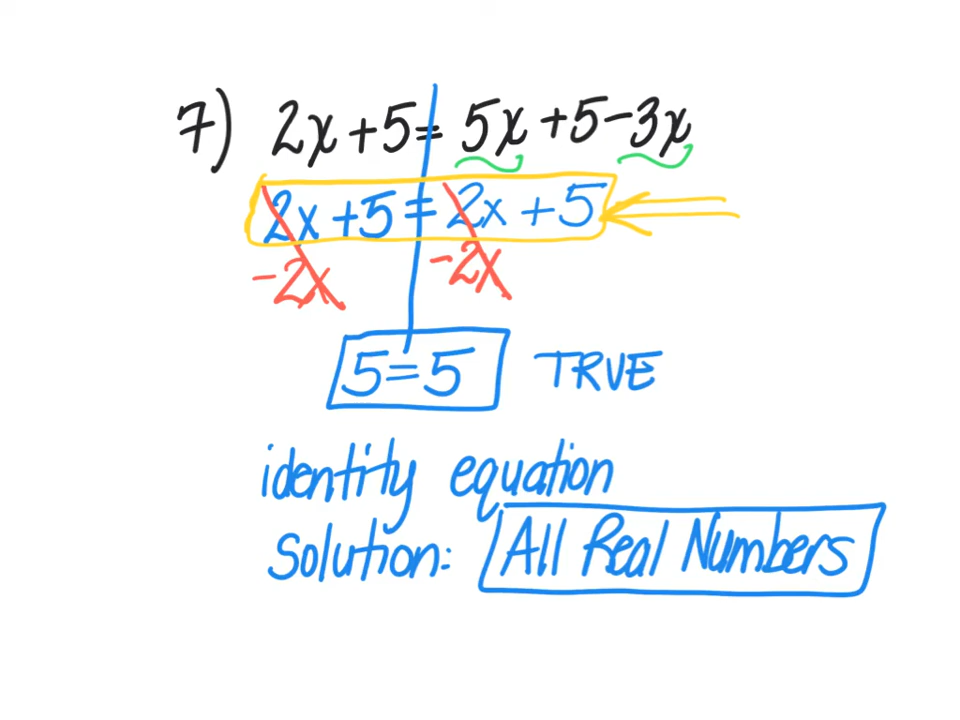 7) 2x+5= 5x+5-3x
2x+5=2x+5
-2x -2x
5=5 TRUE
identity equation
Solution: All Real Numbers